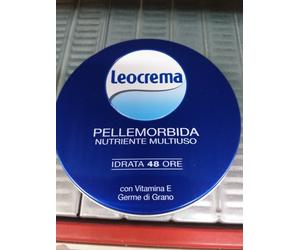 Leocrema
PELLEMORBIDA
NUTRIENTE MULTIUSO
IDRATA 48 ORE
con Vitamina E
Germe di Grano